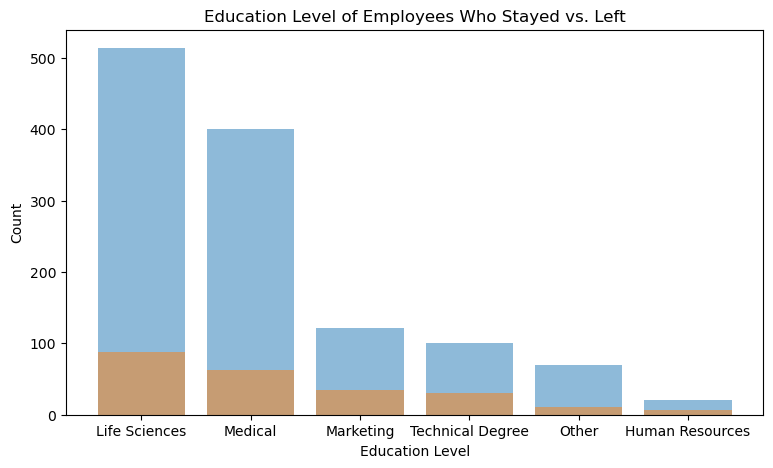 Education Level of Employees Who Stayed vs. Left
500
400
300
200
100
0
Count
Life Sciences Medical Marketing Technical Degree Other Human Resources
Education Level